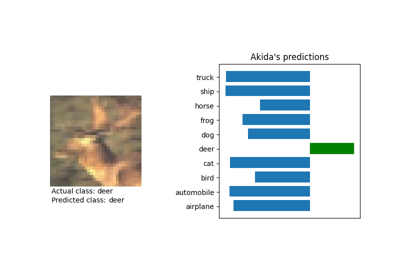 Akida's predictions
truck
ship
horse
frog
dog
deer
cat
bird
automobile
airplane
Actual class: deer
Predicted class: deer